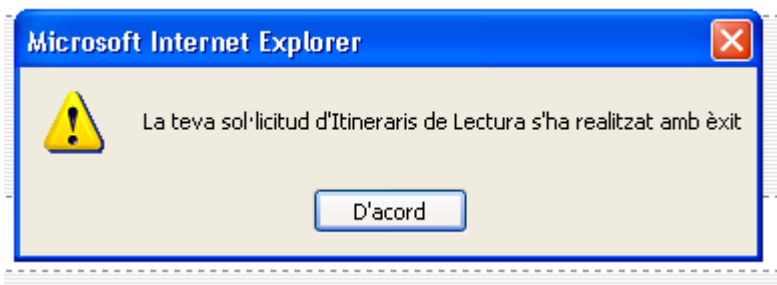 Microsoft Internet Explorer
La teva sol·licitud d'Itineraris de Lectura s'ha realitzat amb èxit
D'acord